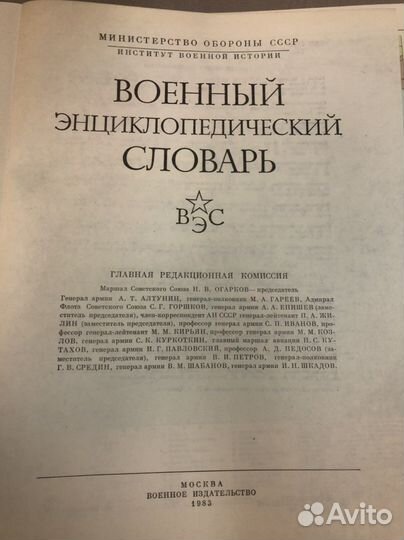 МИНИСТЕРСТВО ОБОРОНЫ СССР
ИНСТИТУТ ВОЕННОЙ ИСТОРИИ
ВОЕННЫЙ
ЭНЦИКЛОПЕДИЧЕСКИЙ
СЛОВАРЬ
ВЭС
ГЛАВНАЯ РЕДАКЦИОННАЯ КОМИССИЯ
Маршал Советского Союза Н. В. ОГАРКОВ — председатель
Генерал армии А. Т. АЛТУНИН, генерал-полковник М. А. ГАРЕЕВ, Адмирал
Флота Советского Союза С. Г. ГОРШКОВ, генерал армии А. А. ЕПИШЕВ (заме-
ститель председателя), член-корреспондент АН СССР генерал-лейтенант П. А. ЖИ-
ЛИН (заместитель председателя), профессор генерал армии С. П. ИВАНОВ, про-
фессор генерал-лейтенант М. М. КИРЬЯН, профессор генерал армии М. М. КОЗ-
ЛОВ, генерал армии С. К. КУРКОТКИН, главный маршал авиации П. С. КУ-
ТАХОВ, генерал армии И. Г. ПАВЛОВСКИЙ, профессор А. Д. ПЕДОСОВ (за-
меститель председателя), генерал армии В. И. ПЕТРОВ, генерал-полковник
Г. В. СРЕДИН, генерал армии В. М. ШАБАНОВ, генерал армии И. Н. ШКАДОВ.
МОСКВА
ВОЕННОЕ ИЗДАТЕЛЬСТВО
1983
Avito